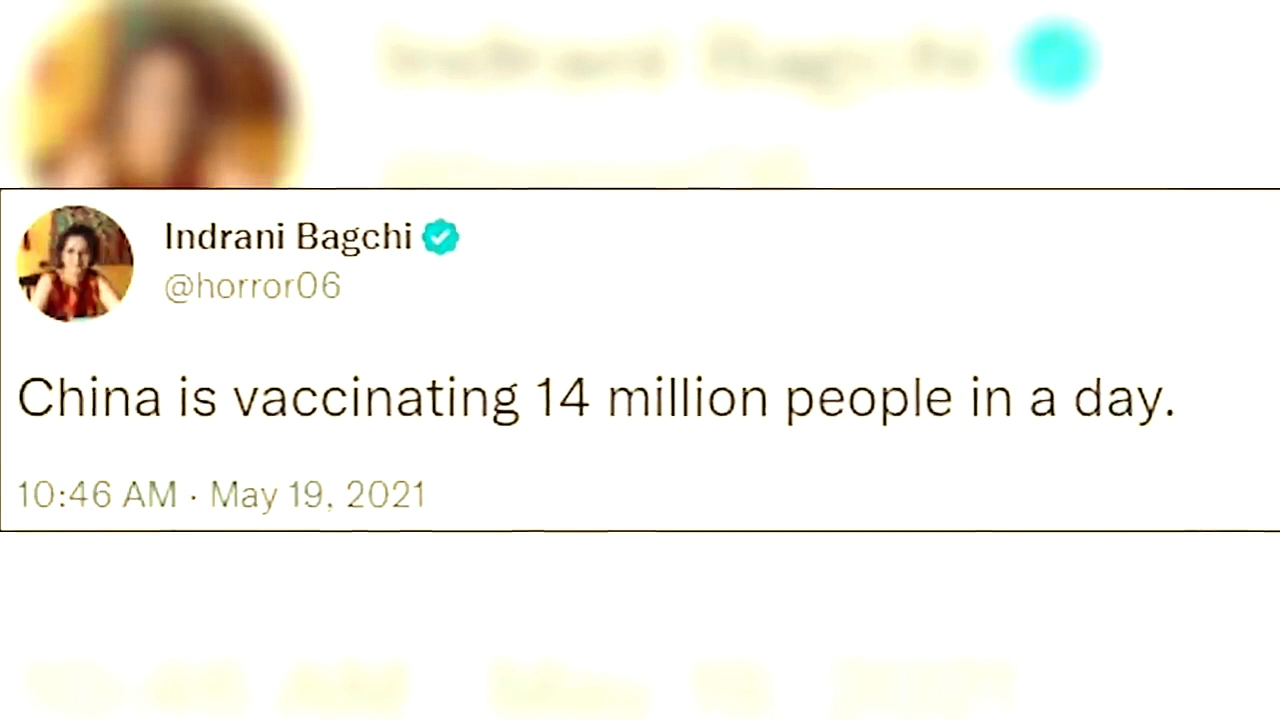 Indrani Bagchi
@horror06
China is vaccinating 14 million people in a day.
10:46 AM · May 19, 2021